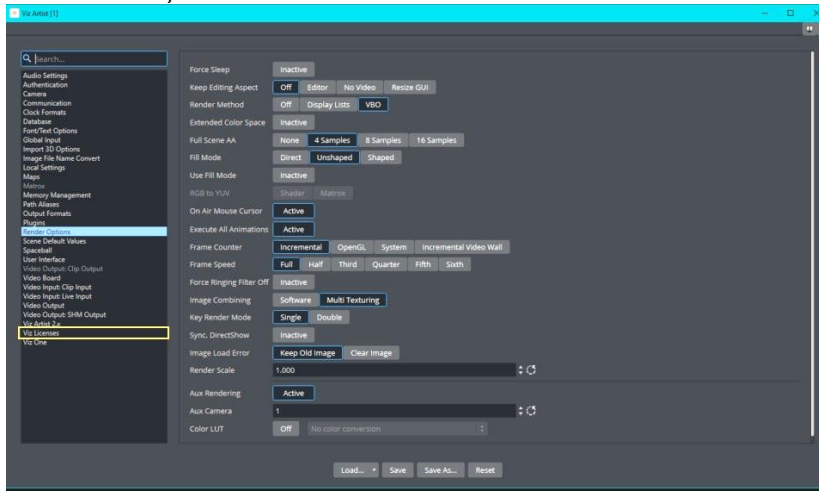 Viz Artist [1]
Search...
Audio Settings
Authentication
Camera
Communication
Clock Formats
Database
Font/Text Options
Global Input
Import 3D Options
Image File Name Convert
Local Settings
Maps
Matrox
Memory Management
Path Aliases
Output Formats
Plugins
Render Options
Scene Default Values
Spaceball
User Interface
Video Output: Clip Output
Video Board
Video Input: Clip Input
Video Input: Live Input
Video Output
Video Output: SHM Output
Viz Artist 2.x
Viz Licenses
Viz One
Force Sleep Inactive
Keep Editing Aspect Off Editor No Video Resize GUI
Render Method Off Display Lists VBO
Extended Color Space Inactive
Full Scene AA None 4 Samples 8 Samples 16 Samples
Fill Mode Direct Unshaped Shaped
Use Fill Mode Inactive
RGB to YUV Shader Matrox
On Air Mouse Cursor Active
Execute All Animations Active
Frame Counter Incremental OpenGL System Incremental Video Wall
Frame Speed Full Half Third Quarter Fifth Sixth
Force Ringing Filter Off Inactive
Image Combining Software Multi Texturing
Key Render Mode Single Double
Sync. DirectShow Inactive
Image Load Error Keep Old Image Clear Image
Render Scale 1.000
Aux Rendering Active
Aux Camera 1
Color LUT Off No color conversion
Load... Save Save As... Reset